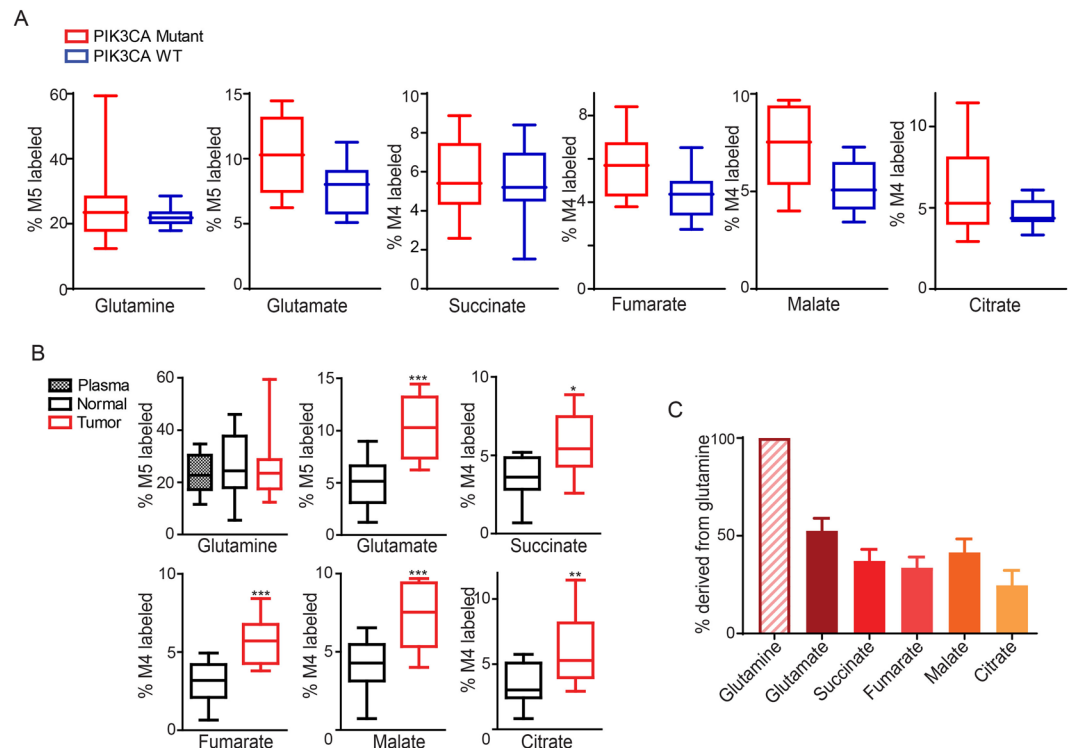 A
PIK3CA Mutant
PIK3CA WT
% M5 labeled
60
40
20
0
Glutamine
% M5 labeled
15
10
5
0
Glutamate
% M4 labeled
10
8
6
4
2
0
Succinate
% M4 labeled
8
6
4
2
0
Fumarate
% M4 labeled
10
5
0
Malate
% M4 labeled
10
5
0
Citrate
B
Plasma
Normal
Tumor
% M5 labeled
60
40
20
0
Glutamine
% M5 labeled
15
10
5
0
***
Glutamate
% M4 labeled
10
5
0
*
Succinate
% M4 labeled
10
5
0
***
Fumarate
% M4 labeled
10
5
0
***
Malate
% M4 labeled
10
5
0
**
Citrate
C
% derived from glutamine
100
50
0
Glutamine
Glutamate
Succinate
Fumarate
Malate
Citrate